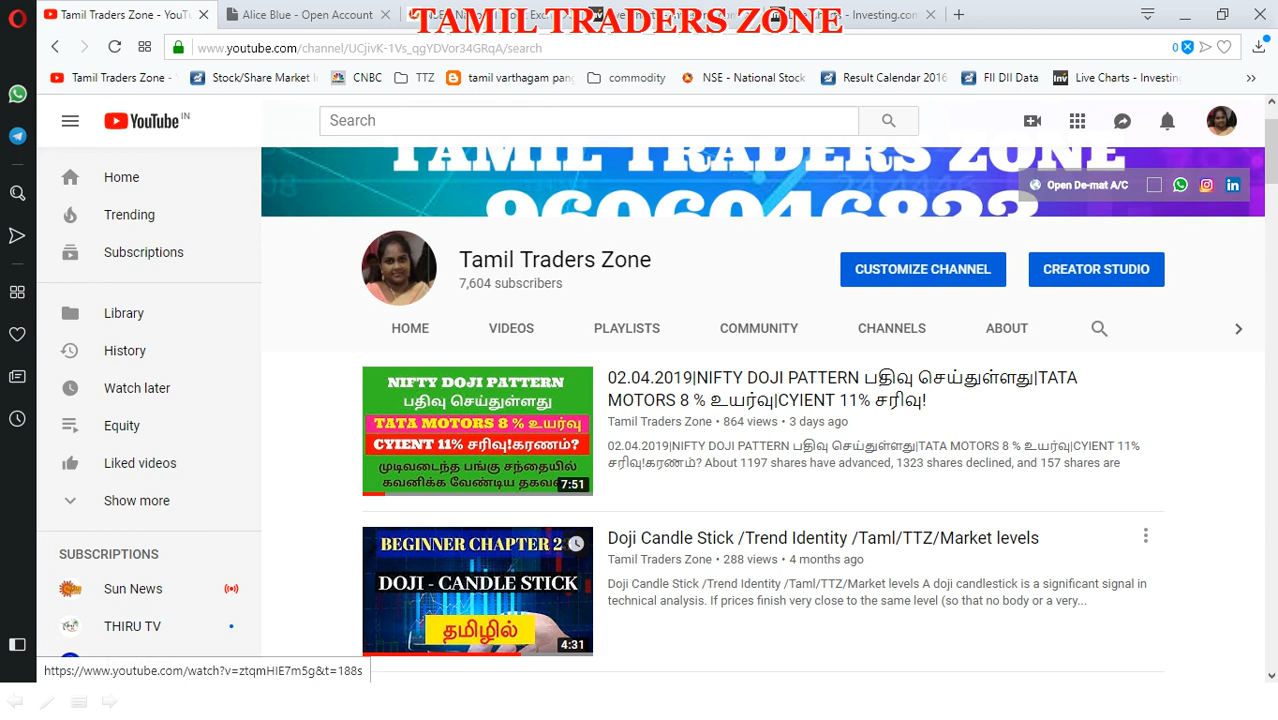 TAMIL TRADERS ZONE
Tamil Traders Zone - YouTu
Alice Blue - Open Account
Investing.com
www.youtube.com/channel/UCjivK-1Vs_qgYDVor34GRqA/search
0
Tamil Traders Zone -
Stock/Share Market I
CNBC
TTZ
tamil varthagam pang
commodity
NSE - National Stock
Result Calendar 2016
FII DII Data
Live Charts - Investing
YouTube IN
Search
Home
Trending
Subscriptions
Library
History
Watch later
Equity
Liked videos
Show more
SUBSCRIPTIONS
Sun News
THIRU TV
TAMIL TRADERS ZONE
9606046823
Open De-mat A/C
Tamil Traders Zone
7,604 subscribers
CUSTOMIZE CHANNEL
CREATOR STUDIO
HOME
VIDEOS
PLAYLISTS
COMMUNITY
CHANNELS
ABOUT
NIFTY DOJI PATTERN
பதிவு செய்துள்ளது
TATA MOTORS 8 % உயர்வு
CYIENT 11% சரிவு!கரணம்?
முடிவடைந்த பங்கு சந்தையில்
கவனிக்க வேண்டிய தகவ
7:51
02.04.2019|NIFTY DOJI PATTERN பதிவு செய்துள்ளது|TATA
MOTORS 8 % உயர்வு|CYIENT 11% சரிவு!
Tamil Traders Zone • 864 views • 3 days ago
02.04.2019|NIFTY DOJI PATTERN பதிவு செய்துள்ளது|TATA MOTORS 8 % உயர்வு|CYIENT 11%
சரிவு!கரணம்? About 1197 shares have advanced, 1323 shares declined, and 157 shares are
BEGINNER CHAPTER 2
DOJI - CANDLE STICK
தமிழில்
4:31
Doji Candle Stick /Trend Identity /Taml/TTZ/Market levels
Tamil Traders Zone • 288 views • 4 months ago
Doji Candle Stick /Trend Identity /Taml/TTZ/Market levels A doji candlestick is a significant signal in
technical analysis. If prices finish very close to the same level (so that no body or a very...
https://www.youtube.com/watch?v=ztqmHIE7m5g&t=188s